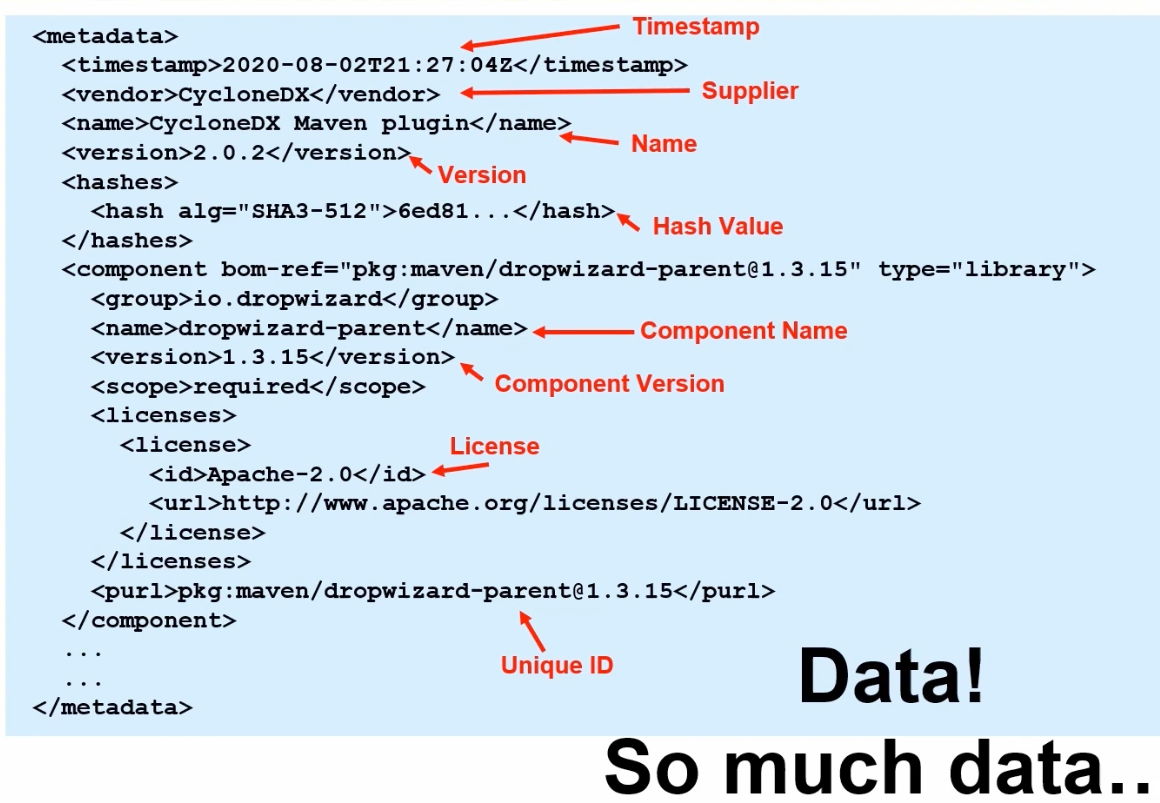 <metadata>
Timestamp
<timestamp>2020-08-02T21:27:04Z</timestamp>
<vendor>CycloneDX</vendor>
Supplier
<name>CycloneDX Maven plugin</name>
Name
<version>2.0.2</version>
Version
<hashes>
<hash alg="SHA3-512">6ed81...</hash>
Hash Value
</hashes>
<component bom-ref="pkg:maven/dropwizard-parent@1.3.15" type="library">
<group>io.dropwizard</group>
<name>dropwizard-parent</name>
Component Name
<version>1.3.15</version>
Component Version
<scope>required</scope>
<licenses>
<license>
License
<id>Apache-2.0</id>
<url>http://www.apache.org/licenses/LICENSE-2.0</url>
</license>
</licenses>
<purl>pkg:maven/dropwizard-parent@1.3.15</purl>
</component>
...
Unique ID
...
</metadata>
Data!
So much data..